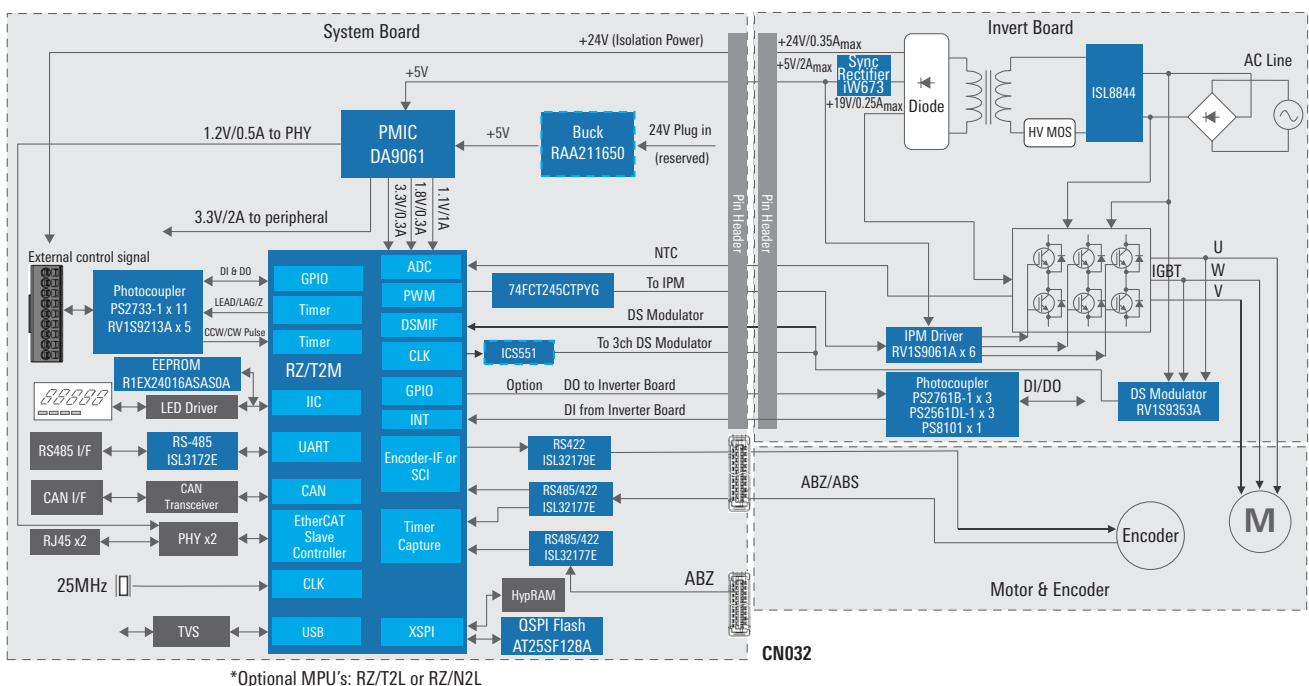 System Board
+24V (Isolation Power)
+5V
1.2V/0.5A to PHY
PMIC
DA9061
+5V
Buck
RAA211650
24V Plug in
(reserved)
3.3V/0.3A
1.8V/0.3A
1.1V/1A
3.3V/2A to peripheral
External control signal
Photocoupler
PS2733-1 x 11
RV1S9213A x 5
DI & DO
LEAD/LAG/Z
CCW/CW Pulse
EEPROM
R1EX24016ASAS0A
LED Driver
RS485 I/F
RS-485
ISL3172E
CAN I/F
CAN
Transceiver
RJ45 x2
PHY x2
25MHz
TVS
RZ/T2M
GPIO
Timer
Timer
IIC
UART
CAN
EtherCAT
Slave
Controller
CLK
USB
ADC
PWM
DSMIF
CLK
GPIO
INT
Encoder-IF or
SCI
Timer
Capture
XSPI
NTC
74FCT245CTPYG
To IPM
DS Modulator
ICS551
To 3ch DS Modulator
Option
DO to Inverter Board
DI from Inverter Board
RS422
ISL32179E
RS485/422
ISL32177E
RS485/422
ISL32177E
ABZ
HypRAM
QSPI Flash
AT25SF128A
Pin Header
Pin Header
Invert Board
+24V/0.35Amax
+5V/2Amax
Sync
Rectifier
iW673
+19V/0.25Amax
Diode
HV MOS
ISL8844
AC Line
IGBT
U
W
V
IPM Driver
RV1S9061A x 6
Photocoupler
PS2761B-1 x 3
PS2561DL-1 x 3
PS8101 x 1
DI/DO
DS Modulator
RV1S9353A
ABZ/ABS
Encoder
M
Motor & Encoder
CN032
*Optional MPU's: RZ/T2L or RZ/N2L